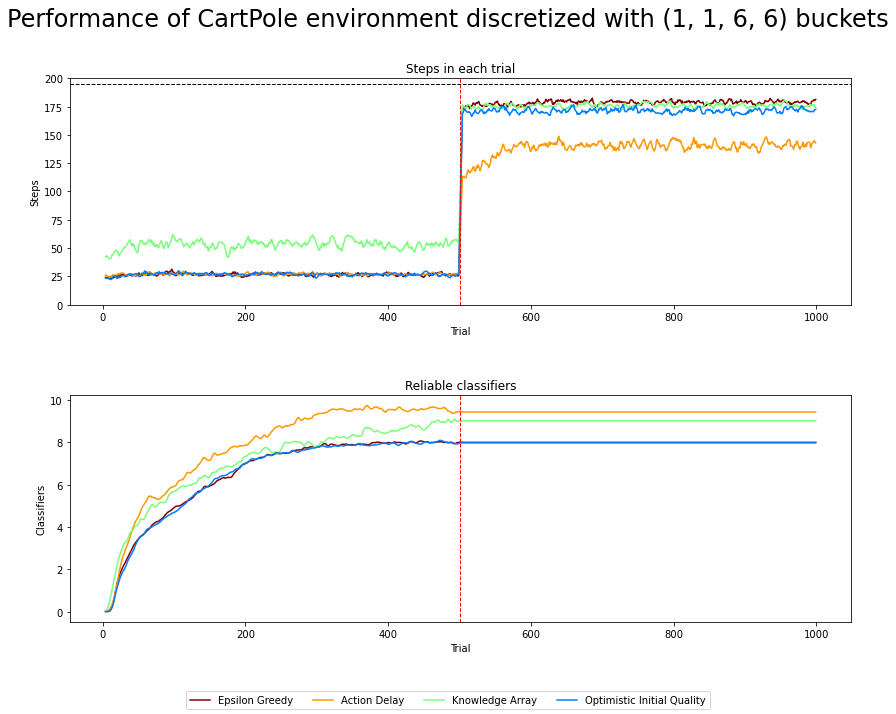 Performance of CartPole environment discretized with (1, 1, 6, 6) buckets
Steps in each trial
200
175
150
125
100
75
50
25
0
Steps
0 200 400 600 800 1000
Trial
Reliable classifiers
10
8
6
4
2
0
Classifiers
0 200 400 600 800 1000
Trial
Epsilon Greedy Action Delay Knowledge Array Optimistic Initial Quality